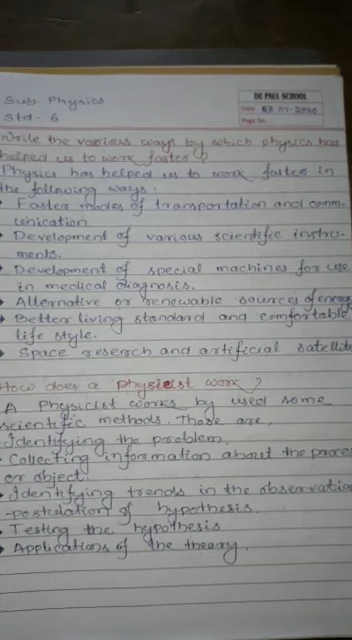 Sub. Physics
Std - 6
DE PAUL SCHOOL
Date
Page No.
Write the various ways by which physics has
helped us to work faster
Physics has helped us to work faster in
the following ways:
• Faster modes of transportation and comm-
unication
• Development of various scientific instru-
ments.
• Development of special machines for use
in medical diagnosis.
• Alternative or renewable sources of energy
• Better living standard and comfortable
life style.
• Space reserch and artificial satellite
How does a physicist work?
A Physicist works by used some
scientific methods. These are,
Identifying the problem.
• Collecting information about the process
or object.
• Identifying trends in the observation
-postulation of hypothesis.
• Testing the hypothesis
• Applications of the theory.